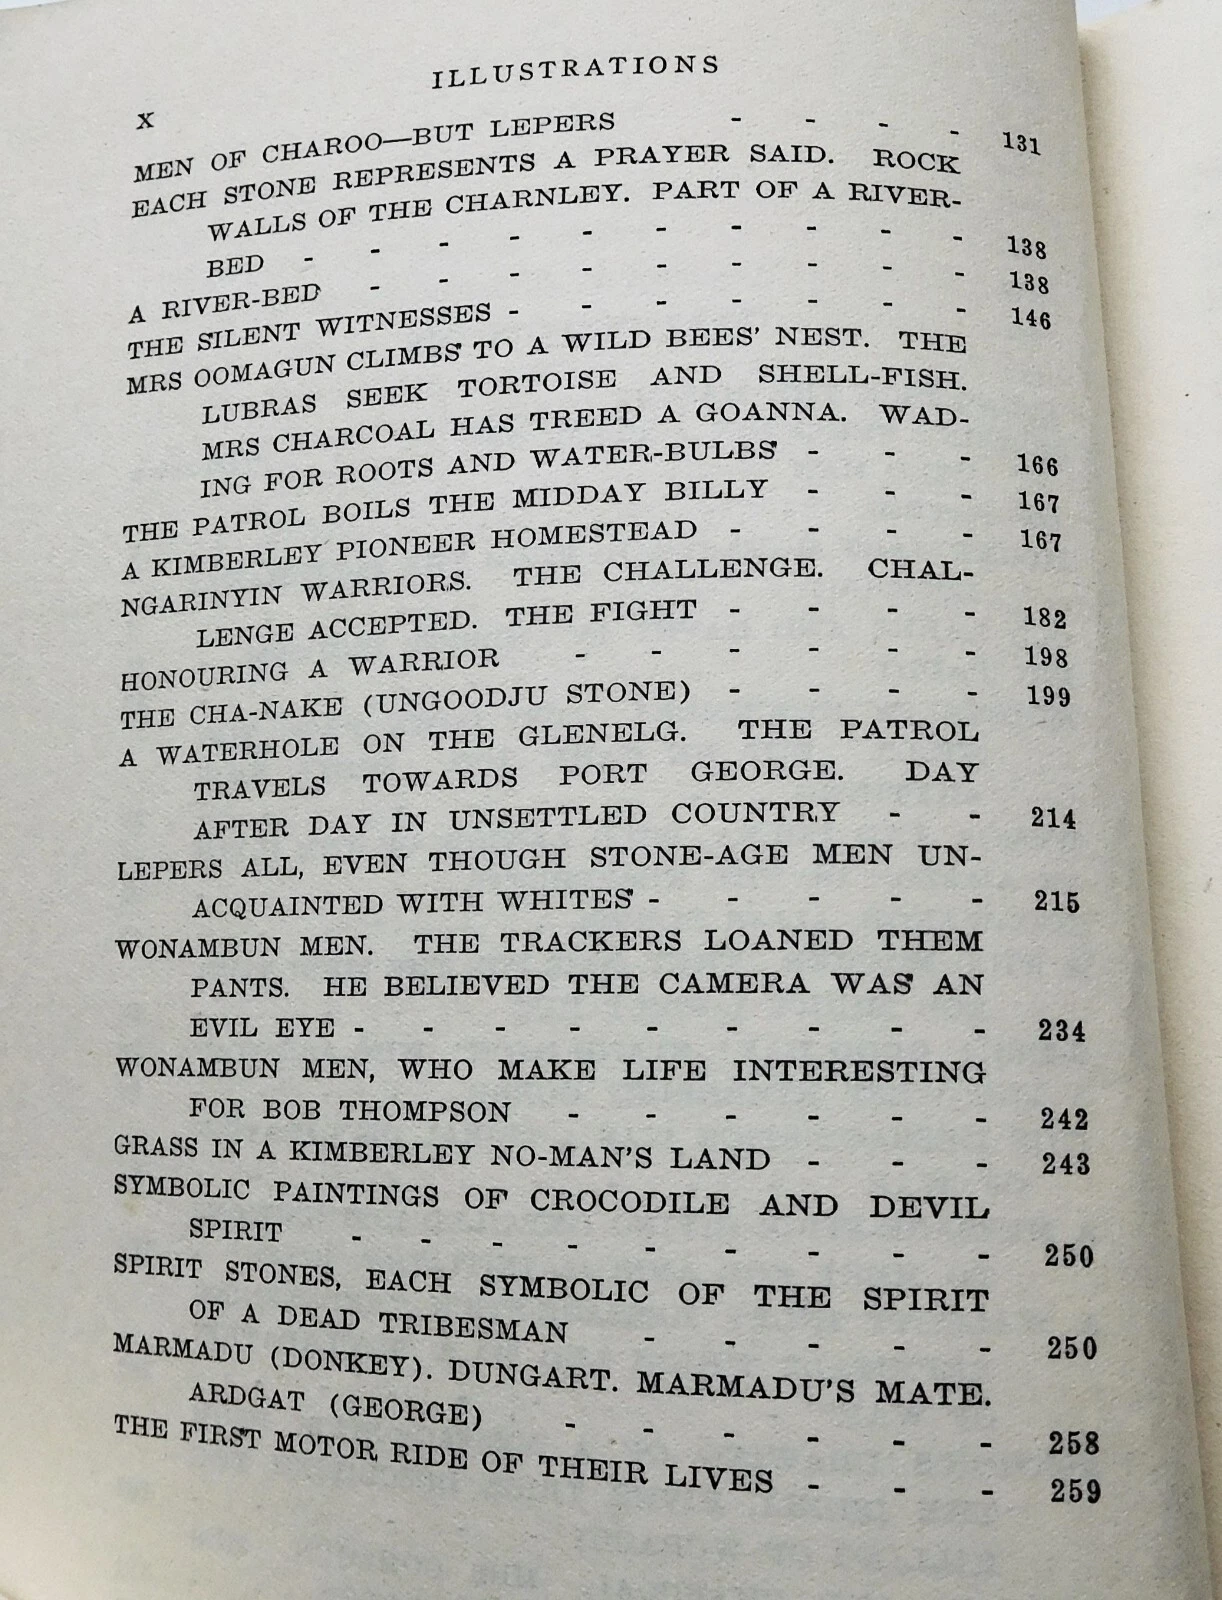 ILLUSTRATIONS
X
MEN OF CHAROO—BUT LEPERS - - - - 131
EACH STONE REPRESENTS A PRAYER SAID. ROCK
WALLS OF THE CHARNLEY. PART OF A RIVER-
BED - - - - - - - - - - 138
A RIVER-BED - - - - - - - - - 138
THE SILENT WITNESSES - - - - - - - 146
MRS OOMAGUN CLIMBS TO A WILD BEES' NEST. THE
LUBRAS SEEK TORTOISE AND SHELL-FISH.
MRS CHARCOAL HAS TREED A GOANNA. WAD-
ING FOR ROOTS AND WATER-BULBS - - - 166
THE PATROL BOILS THE MIDDAY BILLY - - - 167
A KIMBERLEY PIONEER HOMESTEAD - - - - 167
NGARINYIN WARRIORS. THE CHALLENGE. CHAL-
LENGE ACCEPTED. THE FIGHT - - - - 182
HONOURING A WARRIOR - - - - - - 198
THE CHA-NAKE (UNGOODJU STONE) - - - - 199
A WATERHOLE ON THE GLENELG. THE PATROL
TRAVELS TOWARDS PORT GEORGE. DAY
AFTER DAY IN UNSETTLED COUNTRY - - 214
LEPERS ALL, EVEN THOUGH STONE-AGE MEN UN-
ACQUAINTED WITH WHITES - - - - - 215
WONAMBUN MEN. THE TRACKERS LOANED THEM
PANTS. HE BELIEVED THE CAMERA WAS AN
EVIL EYE - - - - - - - - - 234
WONAMBUN MEN, WHO MAKE LIFE INTERESTING
FOR BOB THOMPSON - - - - - - 242
GRASS IN A KIMBERLEY NO-MAN'S LAND - - - 243
SYMBOLIC PAINTINGS OF CROCODILE AND DEVIL
SPIRIT - - - - - - - - - 250
SPIRIT STONES, EACH SYMBOLIC OF THE SPIRIT
OF A DEAD TRIBESMAN - - - - - 250
MARMADU (DONKEY). DUNGART. MARMADU'S MATE.
ARDGAT (GEORGE) - - - - - - 258
THE FIRST MOTOR RIDE OF THEIR LIVES - - - 259